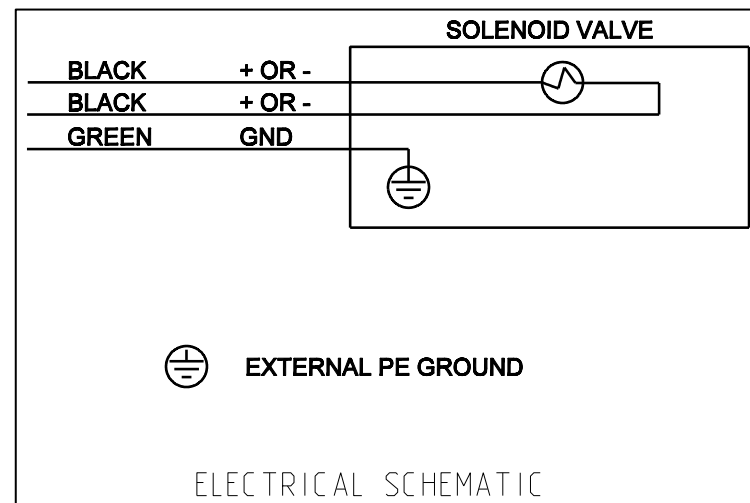 SOLENOID VALVE
BLACK + OR -
BLACK + OR -
GREEN GND
EXTERNAL PE GROUND
ELECTRICAL SCHEMATIC